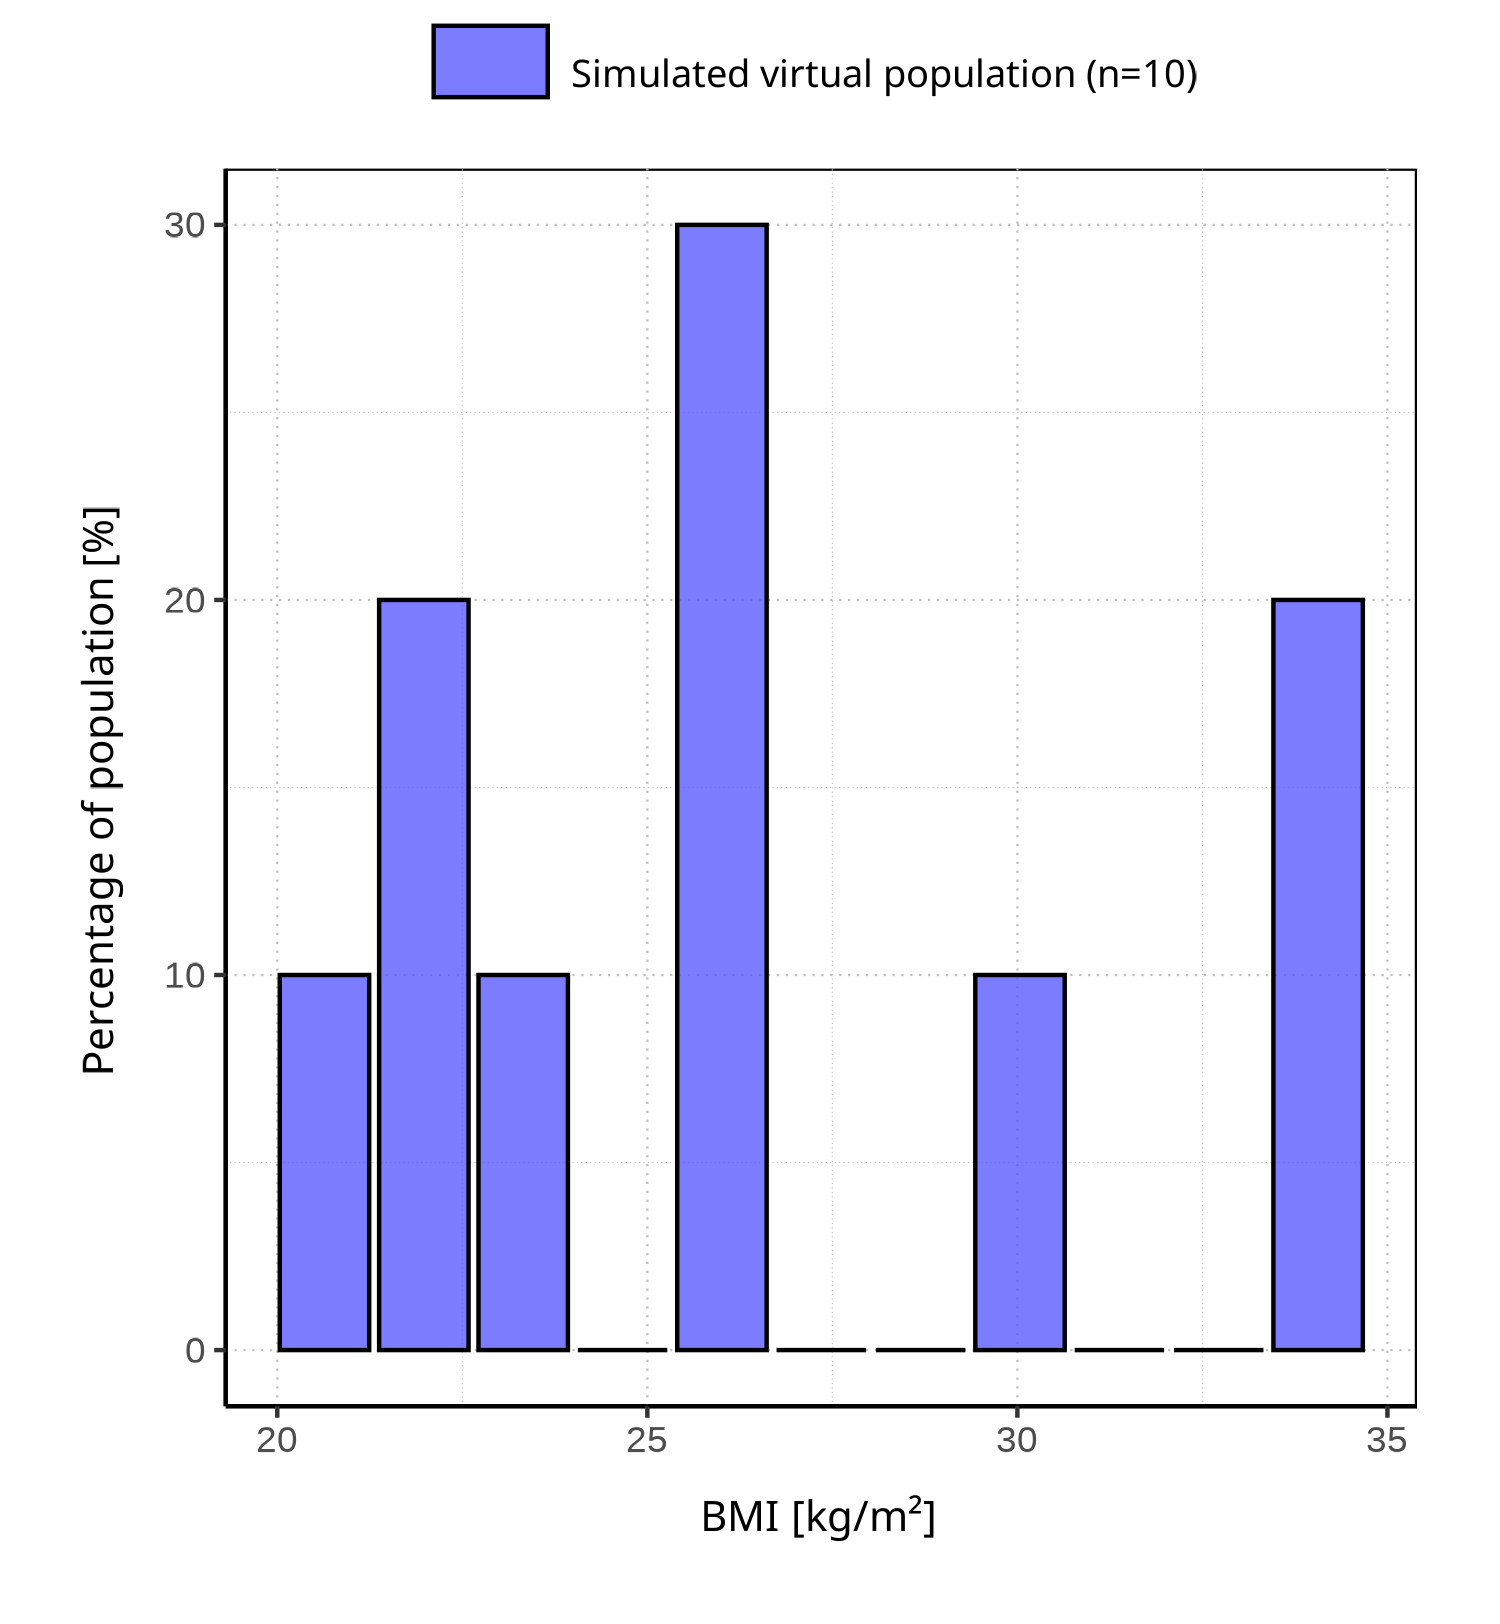 Simulated virtual population (n=10)
Percentage of population [%]
30
20
10
0
20 25 30 35
BMI [kg/m²]